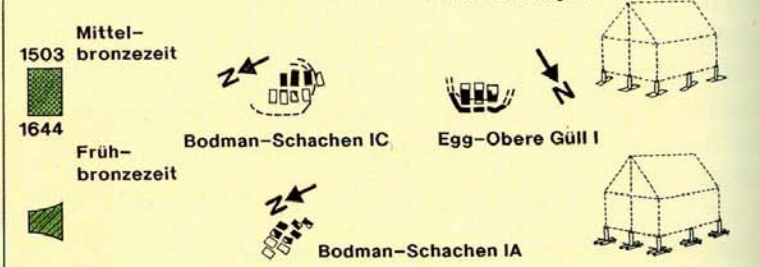 Mittel-
1503 bronzezeit
1644
Früh-
bronzezeit
N
N
Bodman-Schachen IC
Egg-Obere Güll I
N
Bodman-Schachen IA